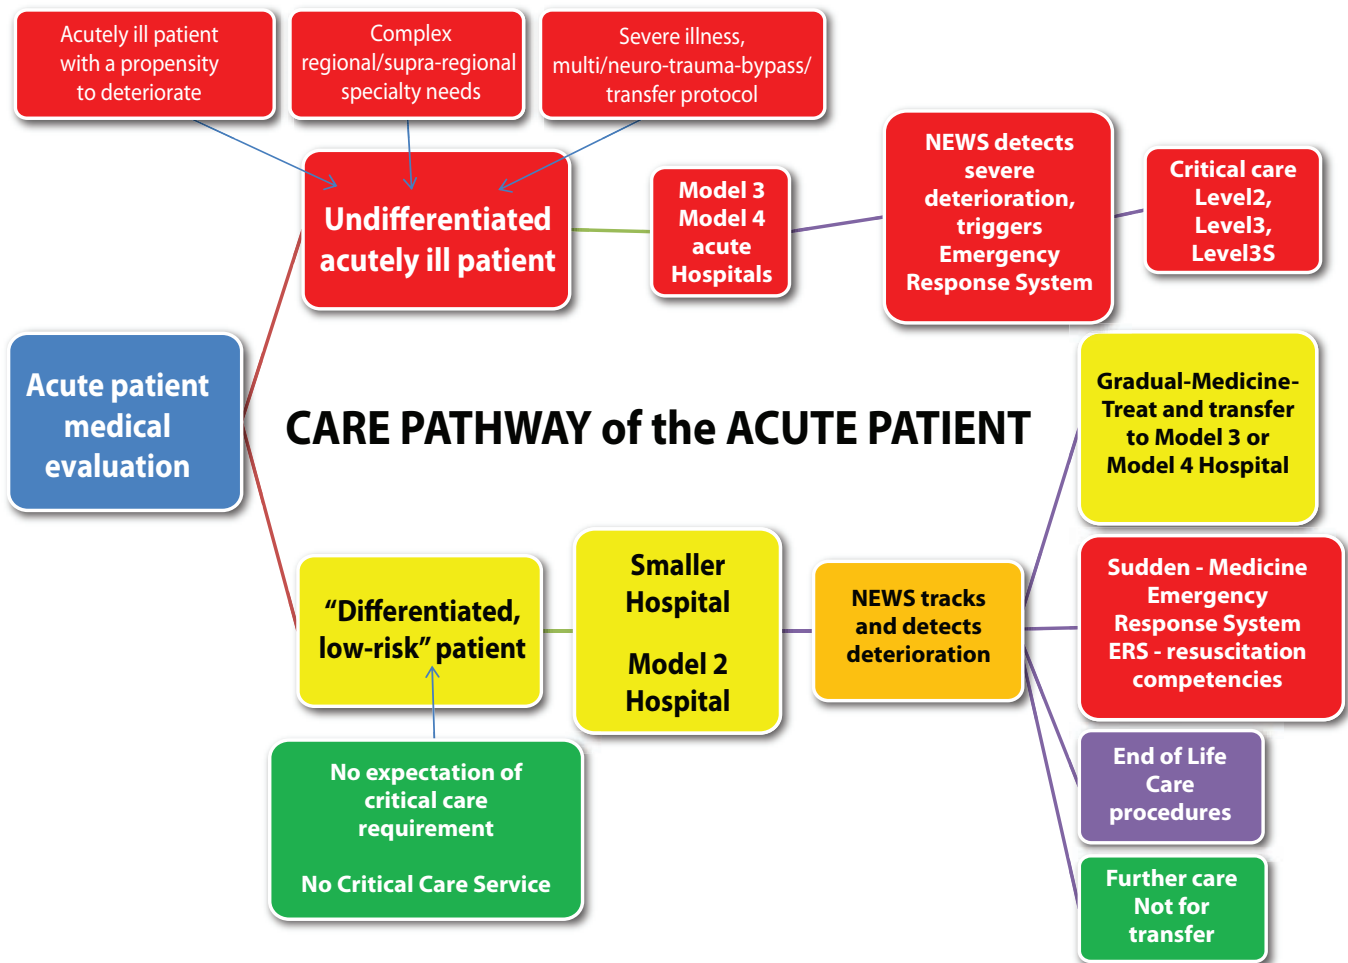 Acutely ill patient
with a propensity
to deteriorate
Complex
regional/supra-regional
specialty needs
Severe illness,
multi/neuro-trauma-bypass/
transfer protocol
Undifferentiated
acutely ill patient
Model 3
Model 4
acute
Hospitals
NEWS detects
severe
deterioration,
triggers
Emergency
Response System
Critical care
Level2,
Level3,
Level3S
Acute patient
medical
evaluation
CARE PATHWAY of the ACUTE PATIENT
Gradual-Medicine-
Treat and transfer
to Model 3 or
Model 4 Hospital
“Differentiated,
low-risk” patient
Smaller
Hospital
Model 2
Hospital
NEWS tracks
and detects
deterioration
Sudden - Medicine
Emergency
Response System
ERS - resuscitation
competencies
No expectation of
critical care
requirement
No Critical Care Service
End of Life
Care
procedures
Further care
Not for
transfer